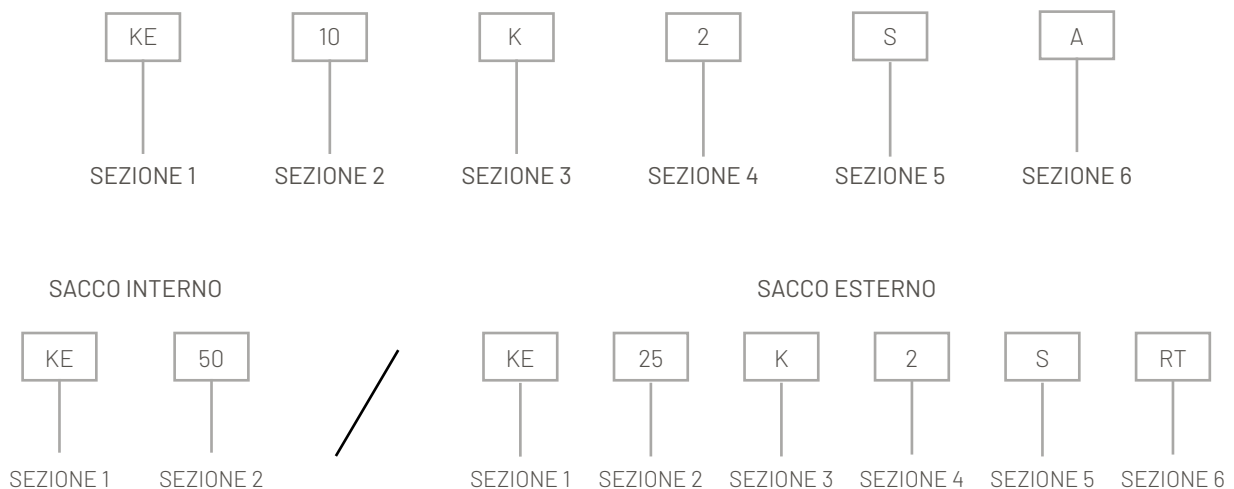 KE 10 K 2 S A
SEZIONE 1 SEZIONE 2 SEZIONE 3 SEZIONE 4 SEZIONE 5 SEZIONE 6
SACCO INTERNO SACCO ESTERNO
KE 50 / KE 25 K 2 S RT
SEZIONE 1 SEZIONE 2 SEZIONE 1 SEZIONE 2 SEZIONE 3 SEZIONE 4 SEZIONE 5 SEZIONE 6